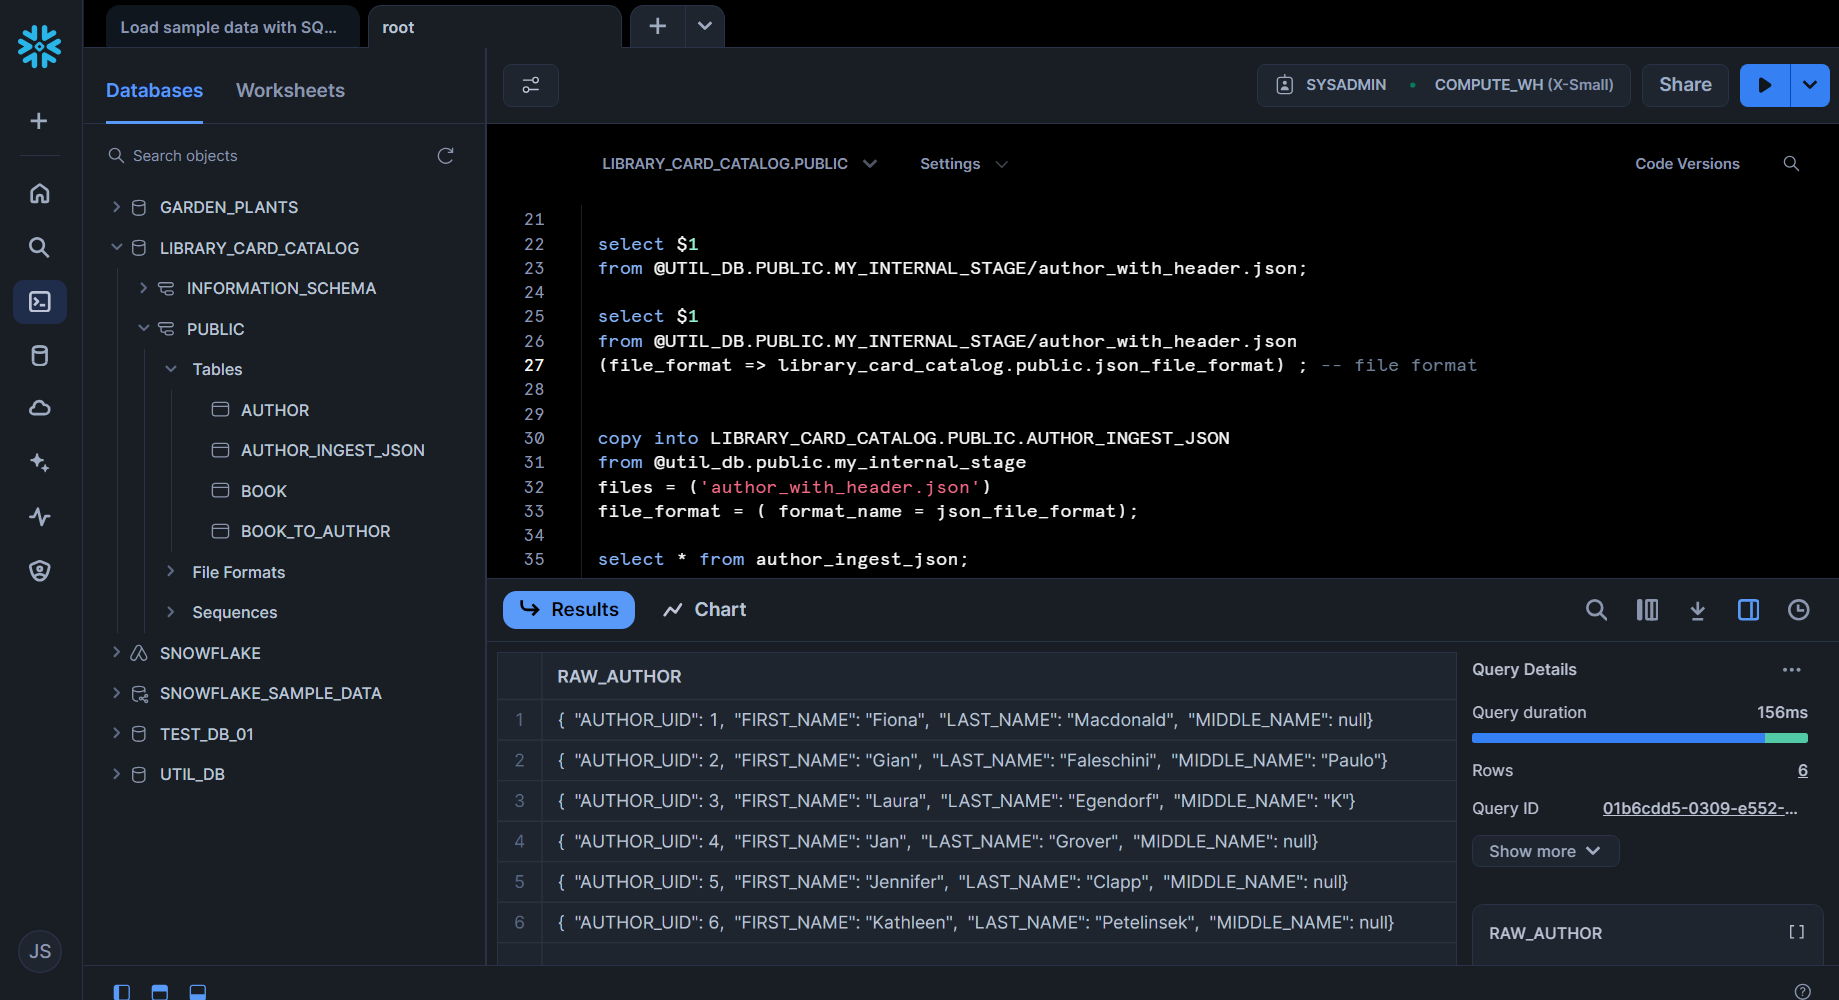 Load sample data with SQ...
root
Databases
Worksheets
SYSADMIN
COMPUTE_WH (X-Small)
Share
Search objects
LIBRARY_CARD_CATALOG.PUBLIC
Settings
Code Versions
GARDEN_PLANTS
LIBRARY_CARD_CATALOG
INFORMATION_SCHEMA
PUBLIC
Tables
AUTHOR
AUTHOR_INGEST_JSON
BOOK
BOOK_TO_AUTHOR
File Formats
Sequences
SNOWFLAKE
SNOWFLAKE_SAMPLE_DATA
TEST_DB_01
UTIL_DB
JS
21
22 select $1
23 from @UTIL_DB.PUBLIC.MY_INTERNAL_STAGE/author_with_header.json;
24
25 select $1
26 from @UTIL_DB.PUBLIC.MY_INTERNAL_STAGE/author_with_header.json
27 (file_format => library_card_catalog.public.json_file_format) ; -- file format
28
29
30 copy into LIBRARY_CARD_CATALOG.PUBLIC.AUTHOR_INGEST_JSON
31 from @util_db.public.my_internal_stage
32 files = ('author_with_header.json')
33 file_format = ( format_name = json_file_format);
34
35 select * from author_ingest_json;
Results
Chart
RAW_AUTHOR
1 { "AUTHOR_UID": 1, "FIRST_NAME": "Fiona", "LAST_NAME": "Macdonald", "MIDDLE_NAME": null}
2 { "AUTHOR_UID": 2, "FIRST_NAME": "Gian", "LAST_NAME": "Faleschini", "MIDDLE_NAME": "Paulo"}
3 { "AUTHOR_UID": 3, "FIRST_NAME": "Laura", "LAST_NAME": "Egendorf", "MIDDLE_NAME": "K"}
4 { "AUTHOR_UID": 4, "FIRST_NAME": "Jan", "LAST_NAME": "Grover", "MIDDLE_NAME": null}
5 { "AUTHOR_UID": 5, "FIRST_NAME": "Jennifer", "LAST_NAME": "Clapp", "MIDDLE_NAME": null}
6 { "AUTHOR_UID": 6, "FIRST_NAME": "Kathleen", "LAST_NAME": "Petelinsek", "MIDDLE_NAME": null}
Query Details
Query duration 156ms
Rows 6
Query ID 01b6cdd5-0309-e552-...
Show more
RAW_AUTHOR